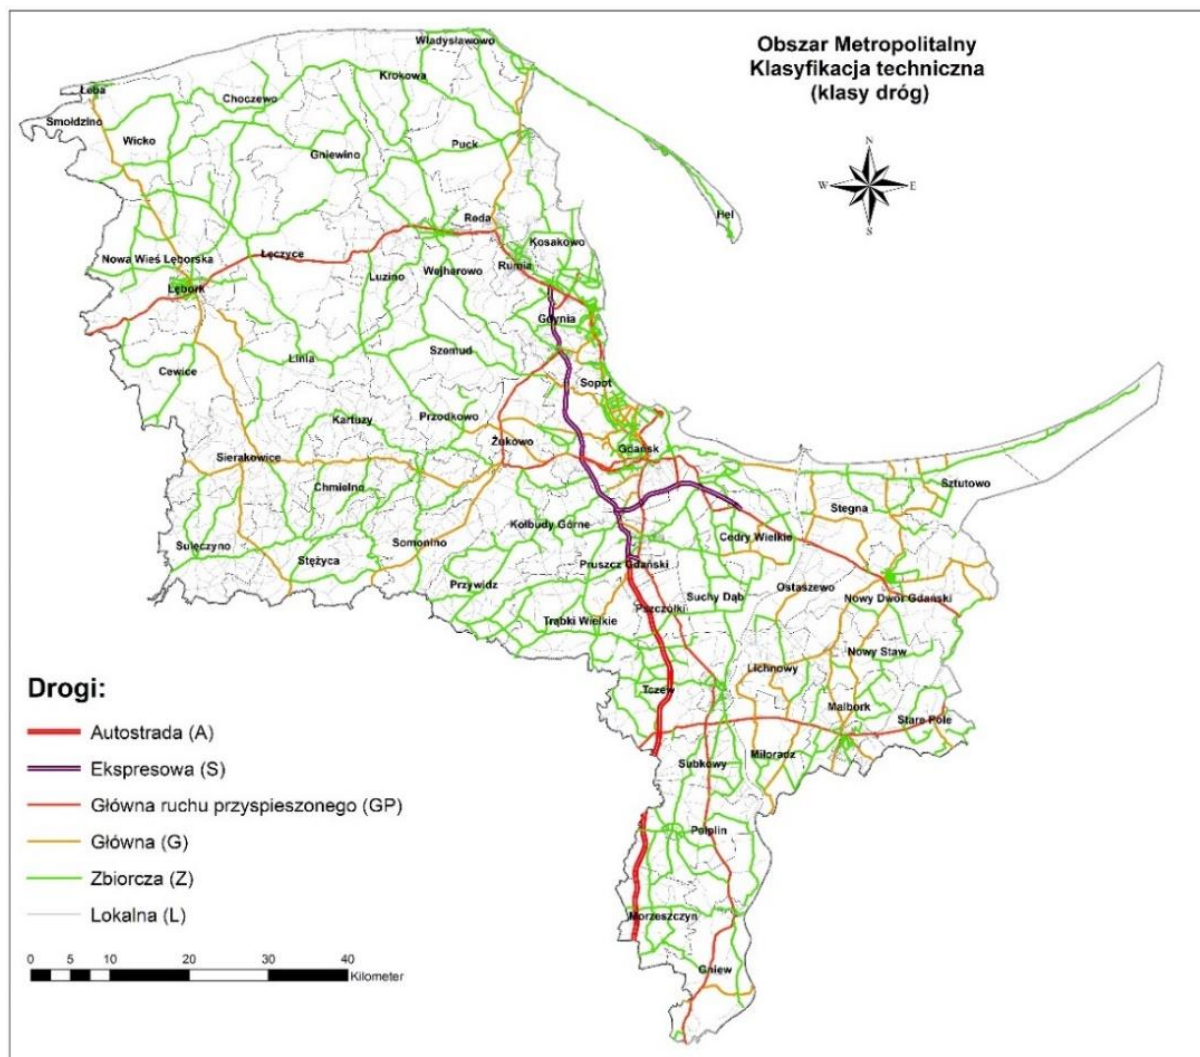 Obszar Metropolitalny
Klasyfikacja techniczna
(klasy dróg)
N
W
E
S
Władysławowo
Krokowa
Łeba
Choczewo
Smołdzino
Wicko
Puck
Gniewino
Hel
Reda
Kosakowo
Łęczyce
Nowa Wieś Lęborska
Rumia
Luzino
Wejherowo
Lębork
Gdynia
Szemud
Linia
Cewice
Sopot
Kartuzy
Przodkowo
Żukowo
Gdańsk
Sierakowice
Chmielno
Sztutowo
Stegna
Kolbudy Górne
Cedry Wielkie
Sulęczyno
Somonino
Stężyca
Pruszcz Gdański
Przywidz
Ostaszewo
Suchy Dąb
Nowy Dwór Gdański
Pszczółki
Trąbki Wielkie
Nowy Staw
Lichnowy
Tczew
Malbork
Stare Pole
Miłoradz
Subkowy
Pelplin
Morzeszczyn
Gniew
Drogi:
Autostrada (A)
Ekspresowa (S)
Główna ruchu przyspieszonego (GP)
Główna (G)
Zbiorcza (Z)
Lokalna (L)
0 5 10 20 30 40
Kilometer